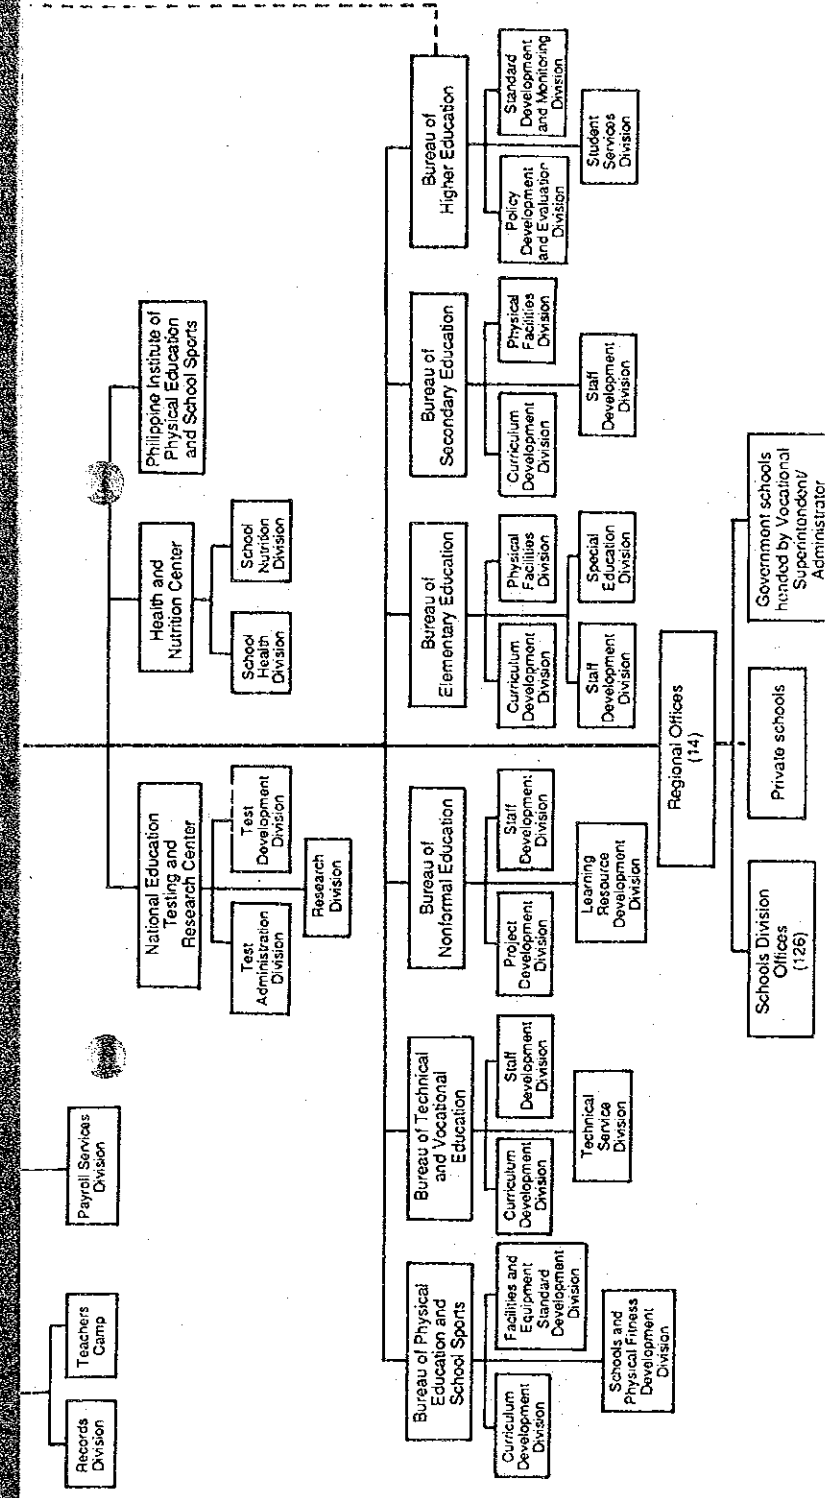 Records
Division
Teachers
Camp
Payroll Services
Division
National Education
Testing and
Research Center
Test
Administration
Division
Test
Development
Division
Research
Division
Health and
Nutrition Center
School
Health
Division
School
Nutrition
Division
Philippine Institute of
Physical Education
and School Sports
Bureau of Physical
Education and
School Sports
Curriculum
Development
Division
Facilities and
Equipment
Standard
Development
Division
Schools and
Physical Fitness
Development
Division
Bureau of Technical
and Vocational
Education
Curriculum
Development
Division
Staff
Development
Division
Technical
Service
Division
Bureau of
Nonformal Education
Project
Development
Division
Staff
Development
Division
Learning
Resource
Development
Division
Bureau of
Elementary Education
Curriculum
Development
Division
Physical
Facilities
Division
Staff
Development
Division
Special
Education
Division
Bureau of
Secondary Education
Curriculum
Development
Division
Physical
Facilities
Division
Staff
Development
Division
Bureau of
Higher Education
Policy
Development
and Evaluation
Division
Standard
Development
and Monitoring
Division
Student
Services
Division
Regional Offices
(14)
Schools Division
Offices
(126)
Private schools
Government schools
headed by Vocational
Superintendent/
Administrator